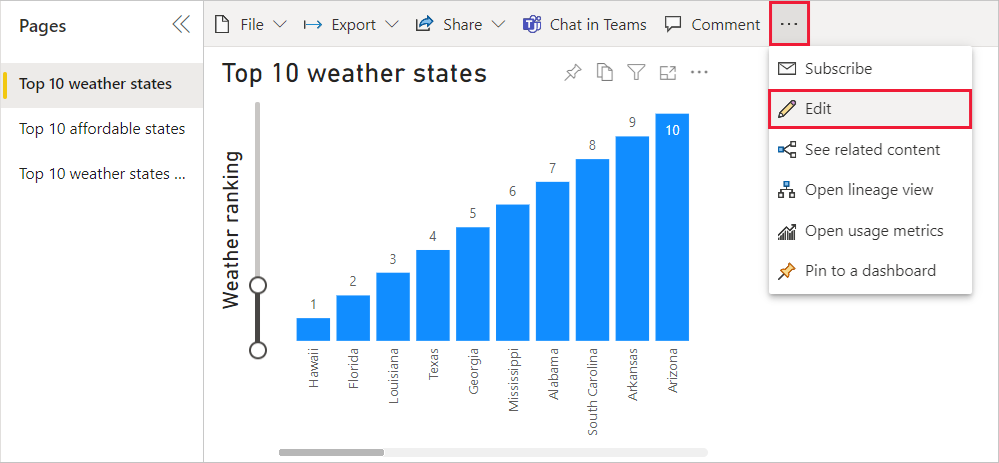 Pages
Top 10 weather states
Top 10 affordable states
Top 10 weather states ...
File
Export
Share
Chat in Teams
Comment
...
Subscribe
Edit
See related content
Open lineage view
Open usage metrics
Pin to a dashboard
Top 10 weather states
Weather ranking
1
2
3
4
5
6
7
8
9
10
Hawaii
Florida
Louisiana
Texas
Georgia
Mississippi
Alabama
South Carolina
Arkansas
Arizona